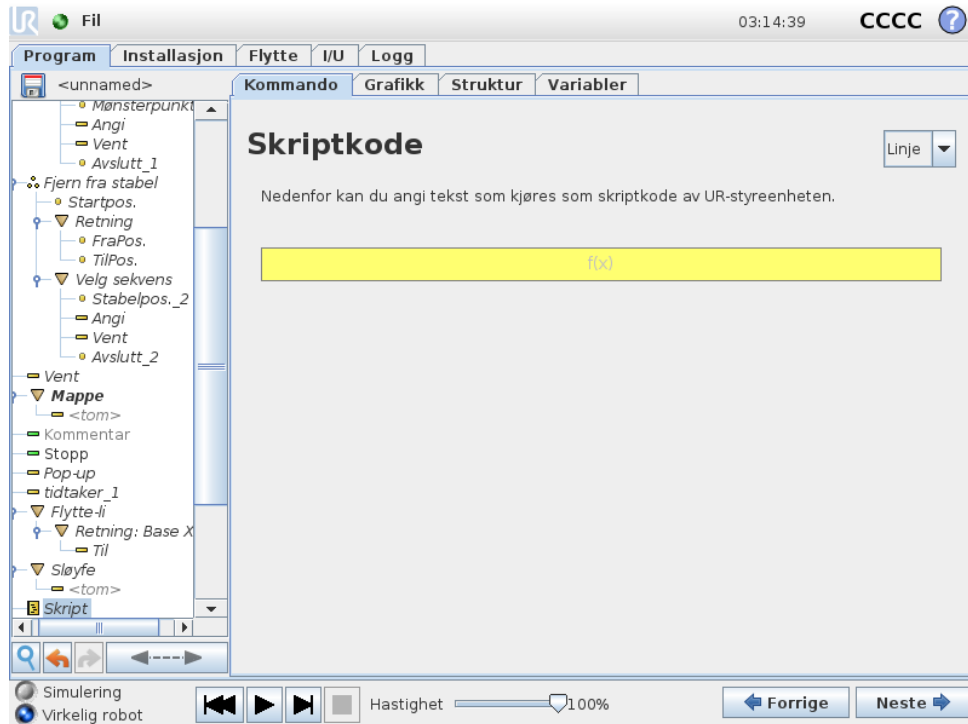 UR Fil 03:14:39 CCCC ?
Program Installasjon Flytte I/U Logg
<unnamed>
Kommando Grafikk Struktur Variabler
Mønsterpunkt
Angi
Vent
Avslutt_1
Fjern fra stabel
Startpos.
Retning
FraPos.
TilPos.
Velg sekvens
Stabelpos._2
Angi
Vent
Avslutt_2
Vent
Mappe
<tom>
Kommentar
Stopp
Pop-up
tidtaker_1
Flytte-li
Retning: Base X
Til
Sløyfe
<tom>
Skript
Skriptkode
Linje
Nedenfor kan du angi tekst som kjøres som skriptkode av UR-styreenheten.
f(x)
Simulering
Virkelig robot
Hastighet 100%
Forrige Neste